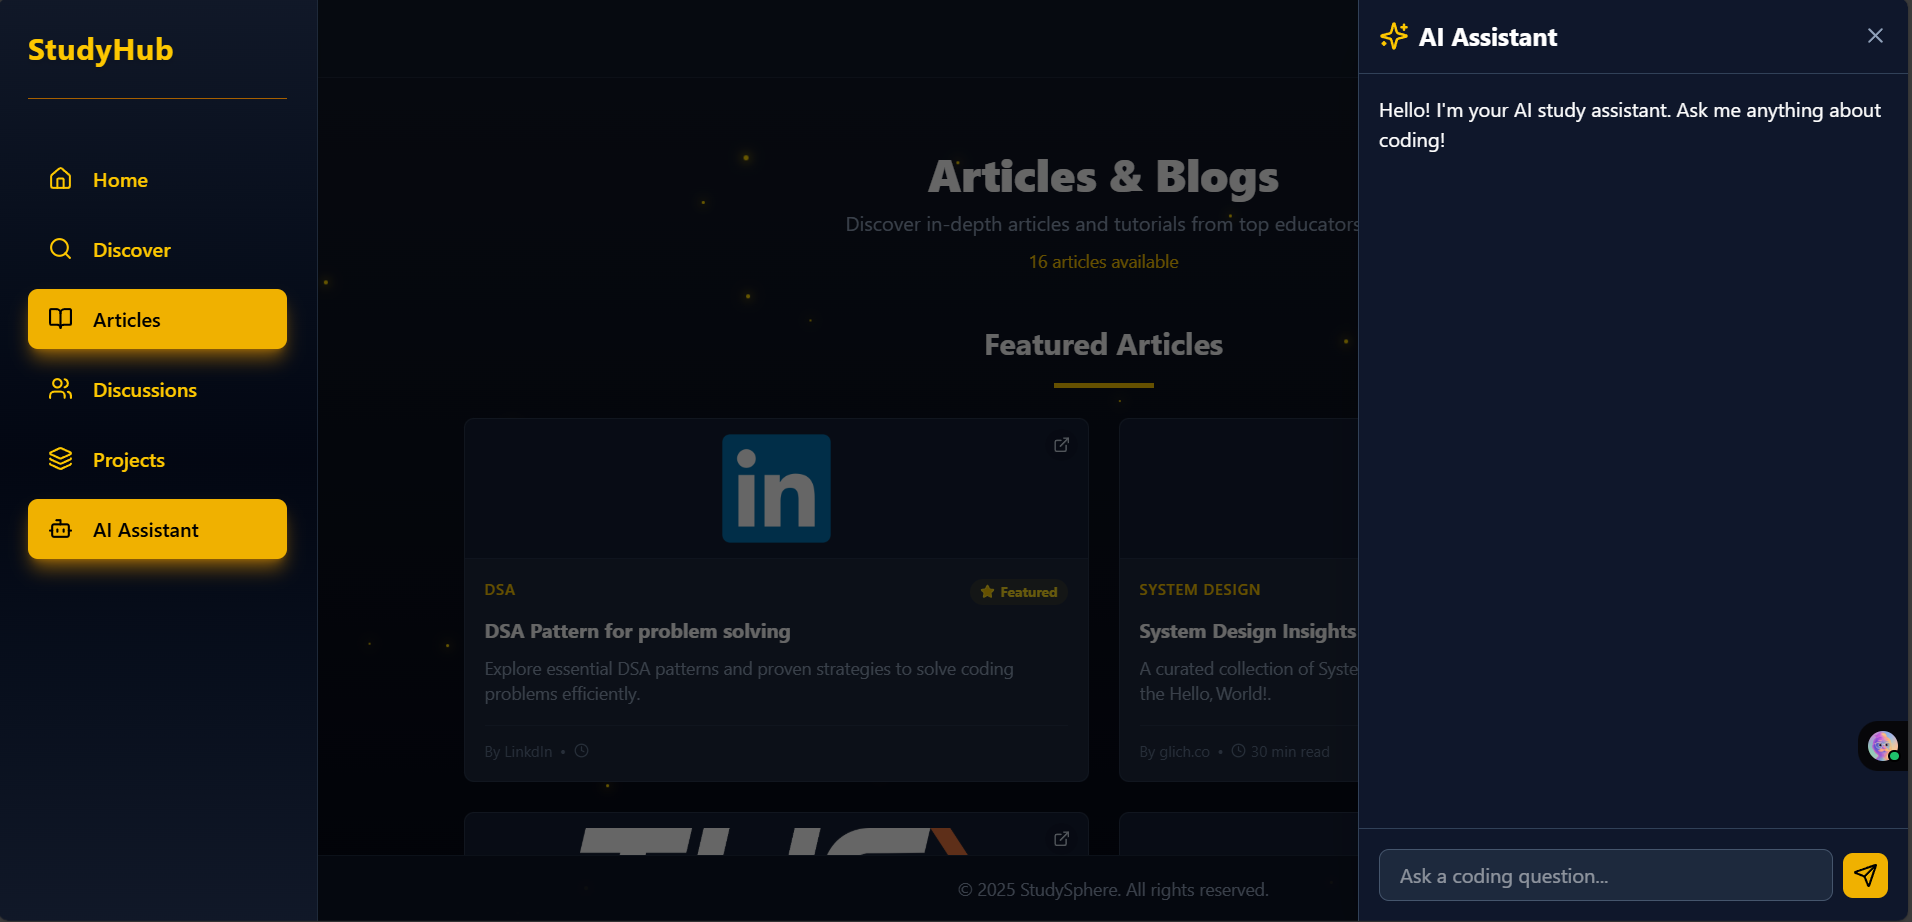 StudyHub
Home
Discover
Articles
Discussions
Projects
AI Assistant
Articles & Blogs
Discover in-depth articles and tutorials from top educators
16 articles available
Featured Articles
in
DSA
Featured
DSA Pattern for problem solving
Explore essential DSA patterns and proven strategies to solve coding
problems efficiently.
By LinkdIn •
SYSTEM DESIGN
System Design Insights
A curated collection of Syste
the Hello, World!.
By glich.co • 30 min read
© 2025 StudySphere. All rights reserved.
AI Assistant
Hello! I'm your AI study assistant. Ask me anything about
coding!
Ask a coding question...